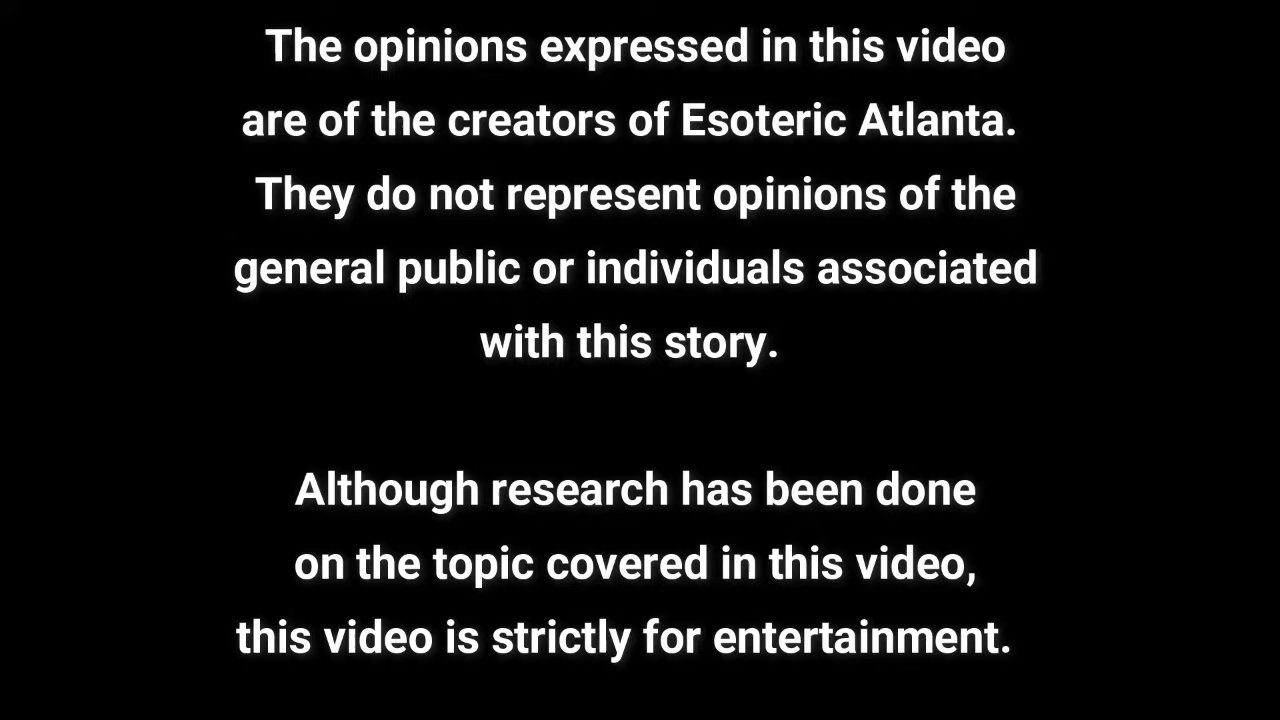 The opinions expressed in this video
are of the creators of Esoteric Atlanta.
They do not represent opinions of the
general public or individuals associated
with this story.
Although research has been done
on the topic covered in this video,
this video is strictly for entertainment.